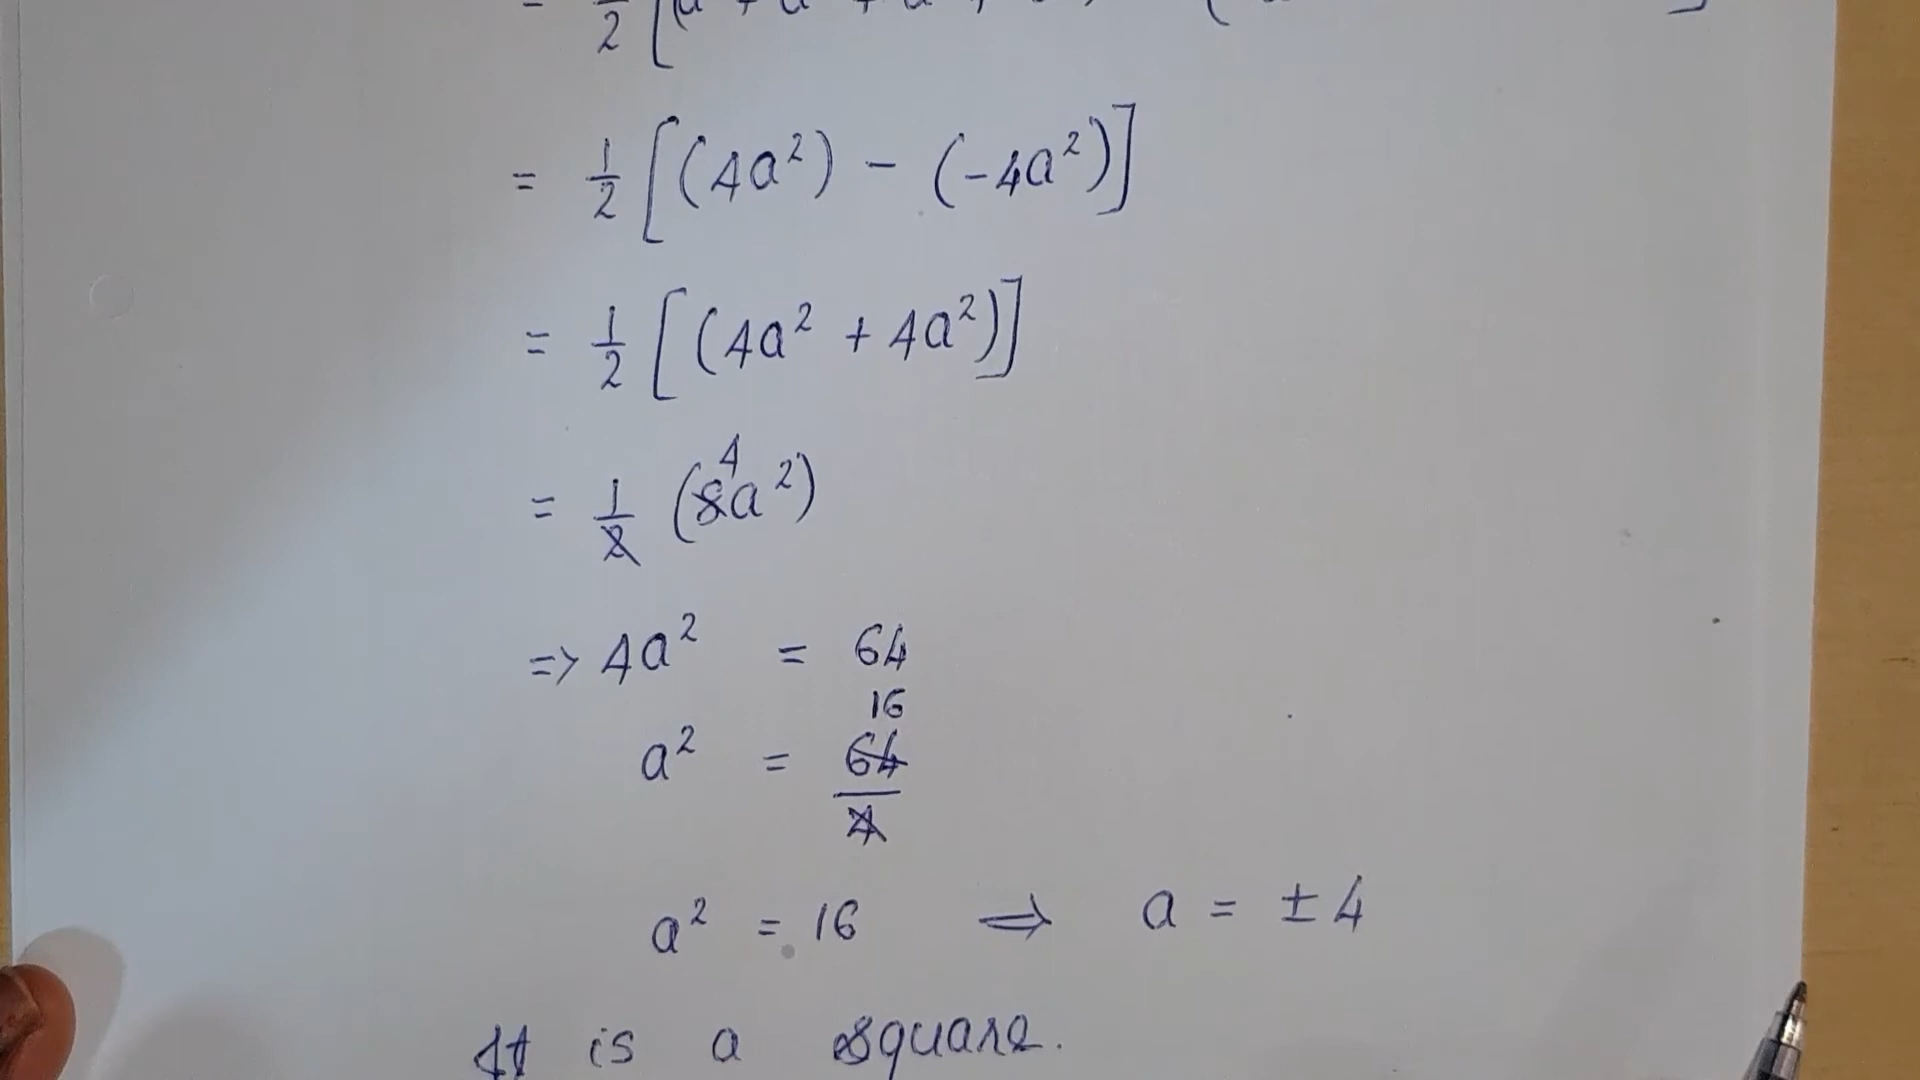 = 1/2 [(4a²) - (-4a²)]
= 1/2 [(4a² + 4a²)]
4
= 1/2 (8a²)
=> 4a² = 64
16
a² = 64/4
a² = 16 => a = ±4
It is a square.